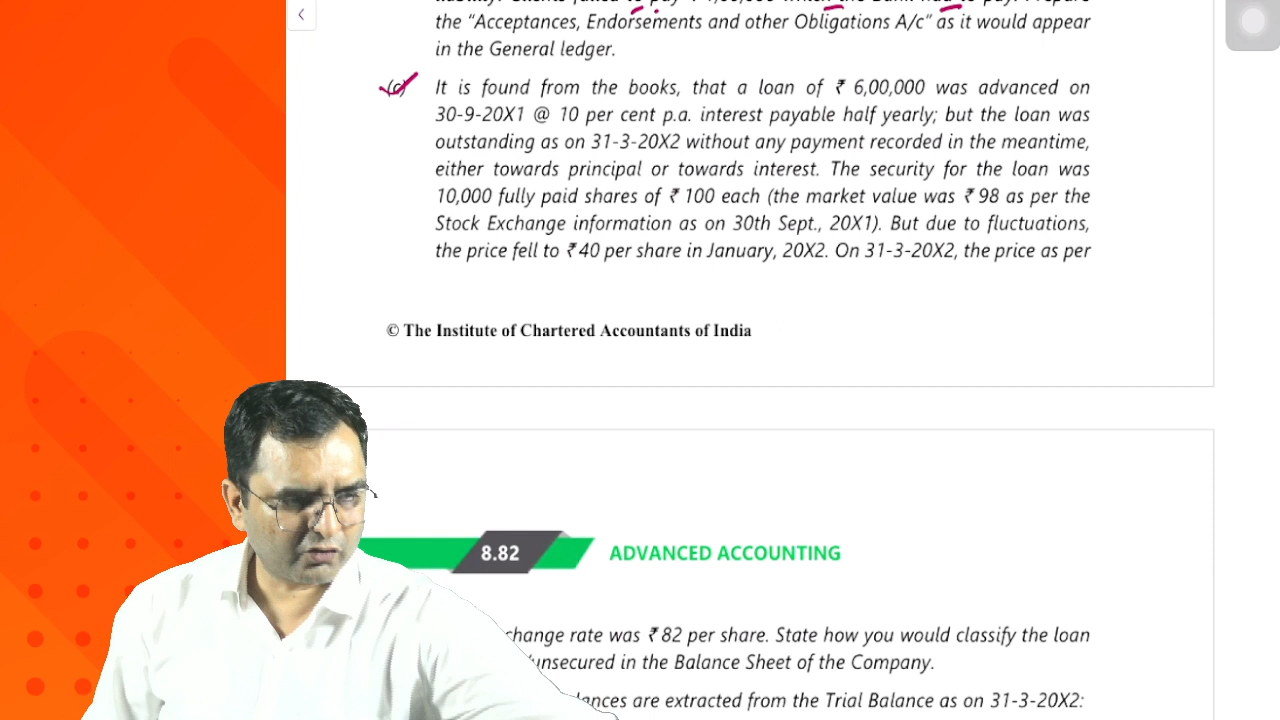 the "Acceptances, Endorsements and other Obligations A/c" as it would appear
in the General ledger.
(c) It is found from the books, that a loan of ₹ 6,00,000 was advanced on
30-9-20X1 @ 10 per cent p.a. interest payable half yearly; but the loan was
outstanding as on 31-3-20X2 without any payment recorded in the meantime,
either towards principal or towards interest. The security for the loan was
10,000 fully paid shares of ₹ 100 each (the market value was ₹ 98 as per the
Stock Exchange information as on 30th Sept., 20X1). But due to fluctuations,
the price fell to ₹ 40 per share in January, 20X2. On 31-3-20X2, the price as per
© The Institute of Chartered Accountants of India
8.82 ADVANCED ACCOUNTING
change rate was ₹ 82 per share. State how you would classify the loan
unsecured in the Balance Sheet of the Company.
are extracted from the Trial Balance as on 31-3-20X2: